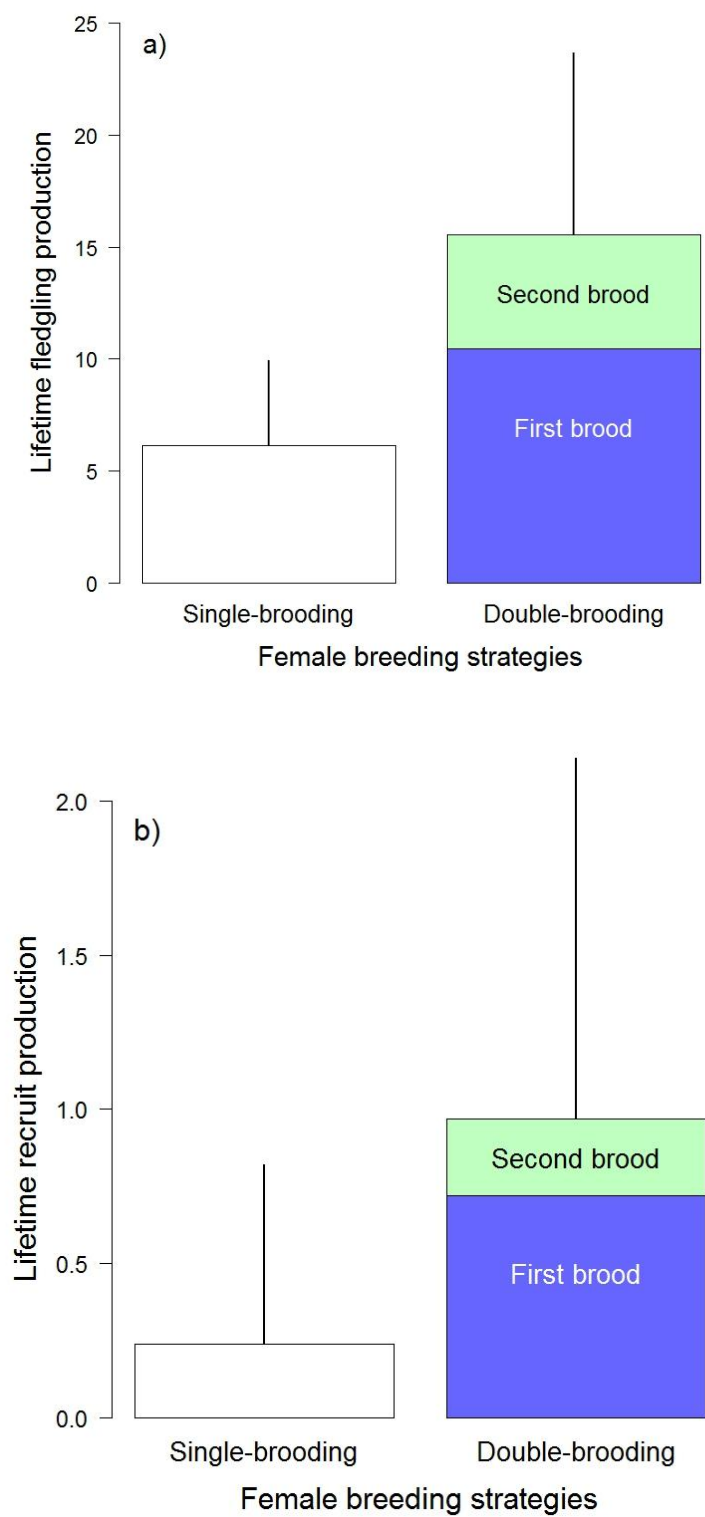 a)
Lifetime fledgling production
25
20
15
10
5
0
Second brood
First brood
Single-brooding
Double-brooding
Female breeding strategies
b)
Lifetime recruit production
2.0
1.5
1.0
0.5
0.0
Second brood
First brood
Single-brooding
Double-brooding
Female breeding strategies